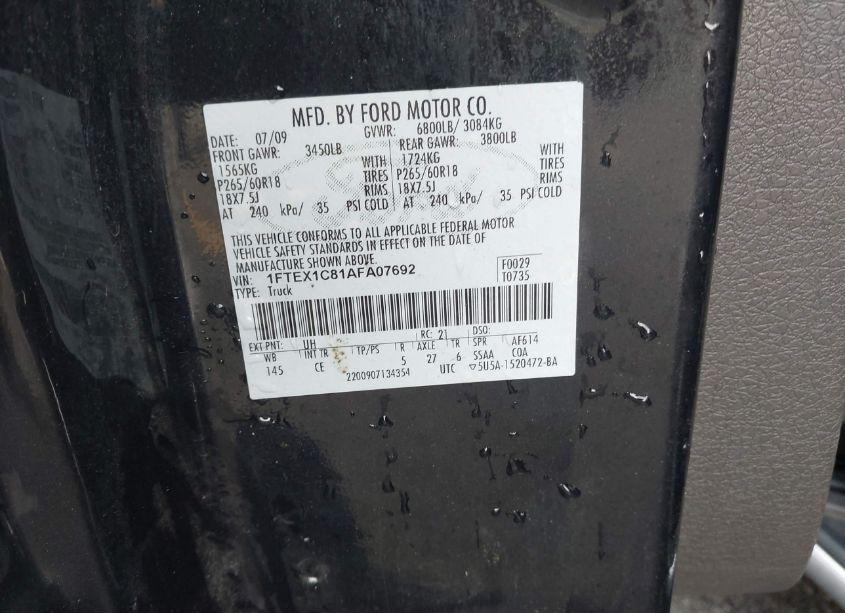 MFD. BY FORD MOTOR CO.
DATE: 07/09 GVWR: 6800LB/ 3084KG
FRONT GAWR: 3450LB REAR GAWR: 3800LB
1565KG WITH 1724KG WITH
P265/60R18 TIRES P265/60R18 TIRES
18X7.5J RIMS 18X7.5J RIMS
AT 240 kPa/ 35 PSI COLD AT 240 kPa/ 35 PSI COLD
THIS VEHICLE CONFORMS TO ALL APPLICABLE FEDERAL MOTOR
VEHICLE SAFETY STANDARDS IN EFFECT ON THE DATE OF
MANUFACTURE SHOWN ABOVE.
VIN: 1FTEX1C81AFA07692 F0029
TYPE: Truck T0735
EXT PNT: UH RC: 21 DSO:
WB INT TR TP/PS R AXLE TR SPR AF614
145 CE 5 27 6 SSAA COA
2200907134354 UTC ▽5U5A-1520472-BA